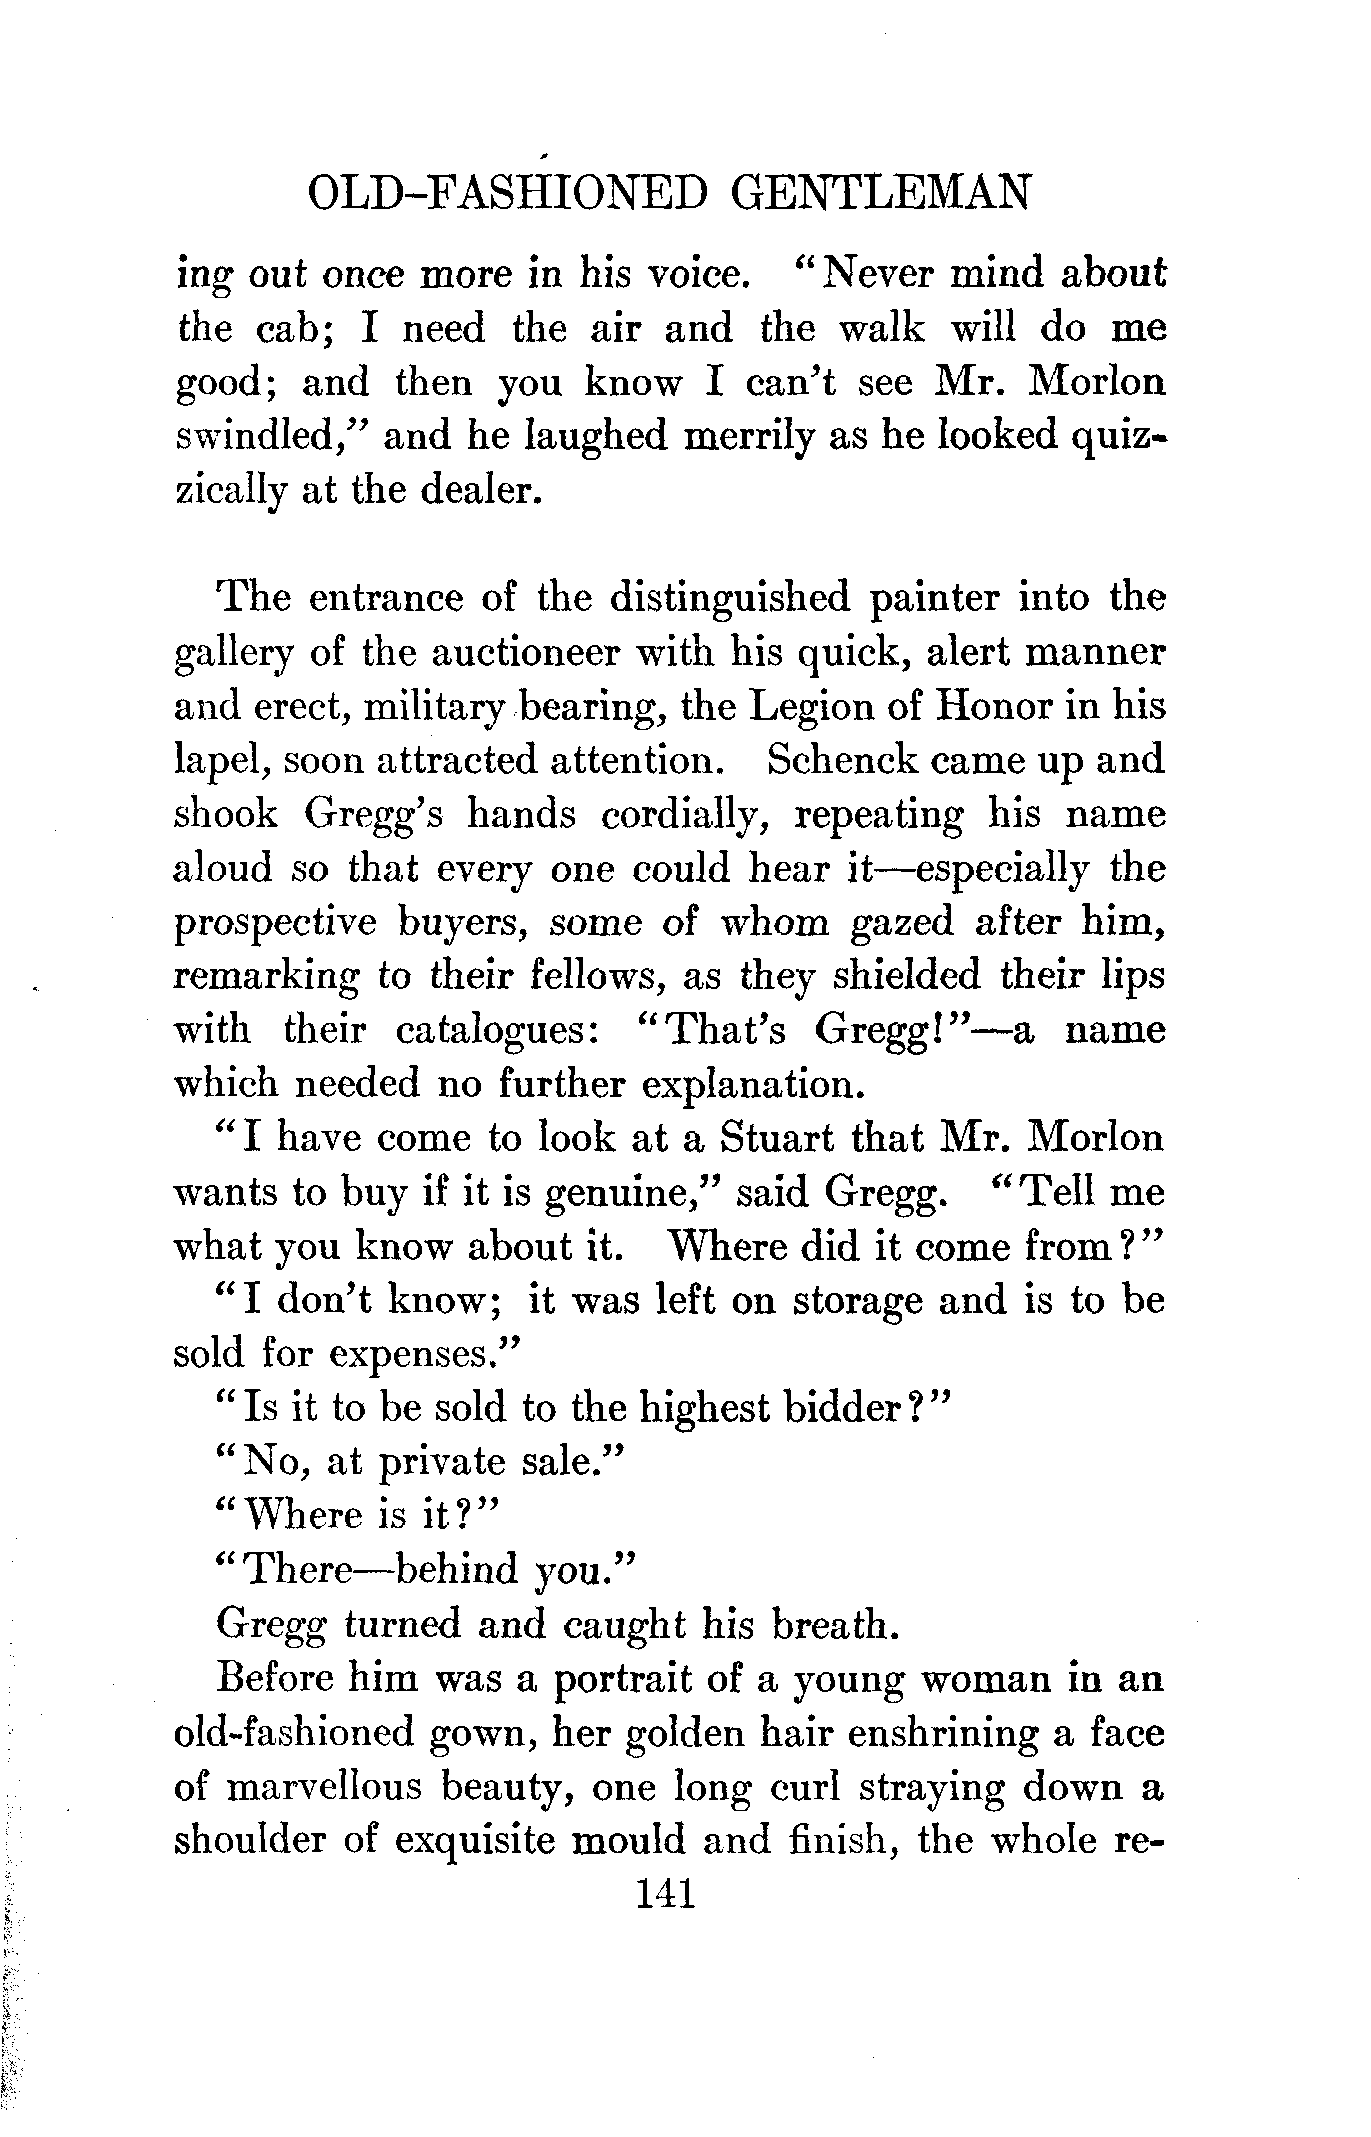 OLD-FASHIONED GENTLEMAN
ing out once more in his voice. "Never mind about
the cab; I need the air and the walk will do me
good; and then you know I can't see Mr. Morlon
swindled," and he laughed merrily as he looked quiz-
zically at the dealer.
The entrance of the distinguished painter into the
gallery of the auctioneer with his quick, alert manner
and erect, military bearing, the Legion of Honor in his
lapel, soon attracted attention. Schenck came up and
shook Gregg's hands cordially, repeating his name
aloud so that every one could hear it—especially the
prospective buyers, some of whom gazed after him,
remarking to their fellows, as they shielded their lips
with their catalogues: "That's Gregg!"—a name
which needed no further explanation.
"I have come to look at a Stuart that Mr. Morlon
wants to buy if it is genuine," said Gregg. "Tell me
what you know about it. Where did it come from?"
"I don't know; it was left on storage and is to be
sold for expenses."
"Is it to be sold to the highest bidder?"
"No, at private sale."
"Where is it?"
"There—behind you."
Gregg turned and caught his breath.
Before him was a portrait of a young woman in an
old-fashioned gown, her golden hair enshrining a face
of marvellous beauty, one long curl straying down a
shoulder of exquisite mould and finish, the whole re-
141